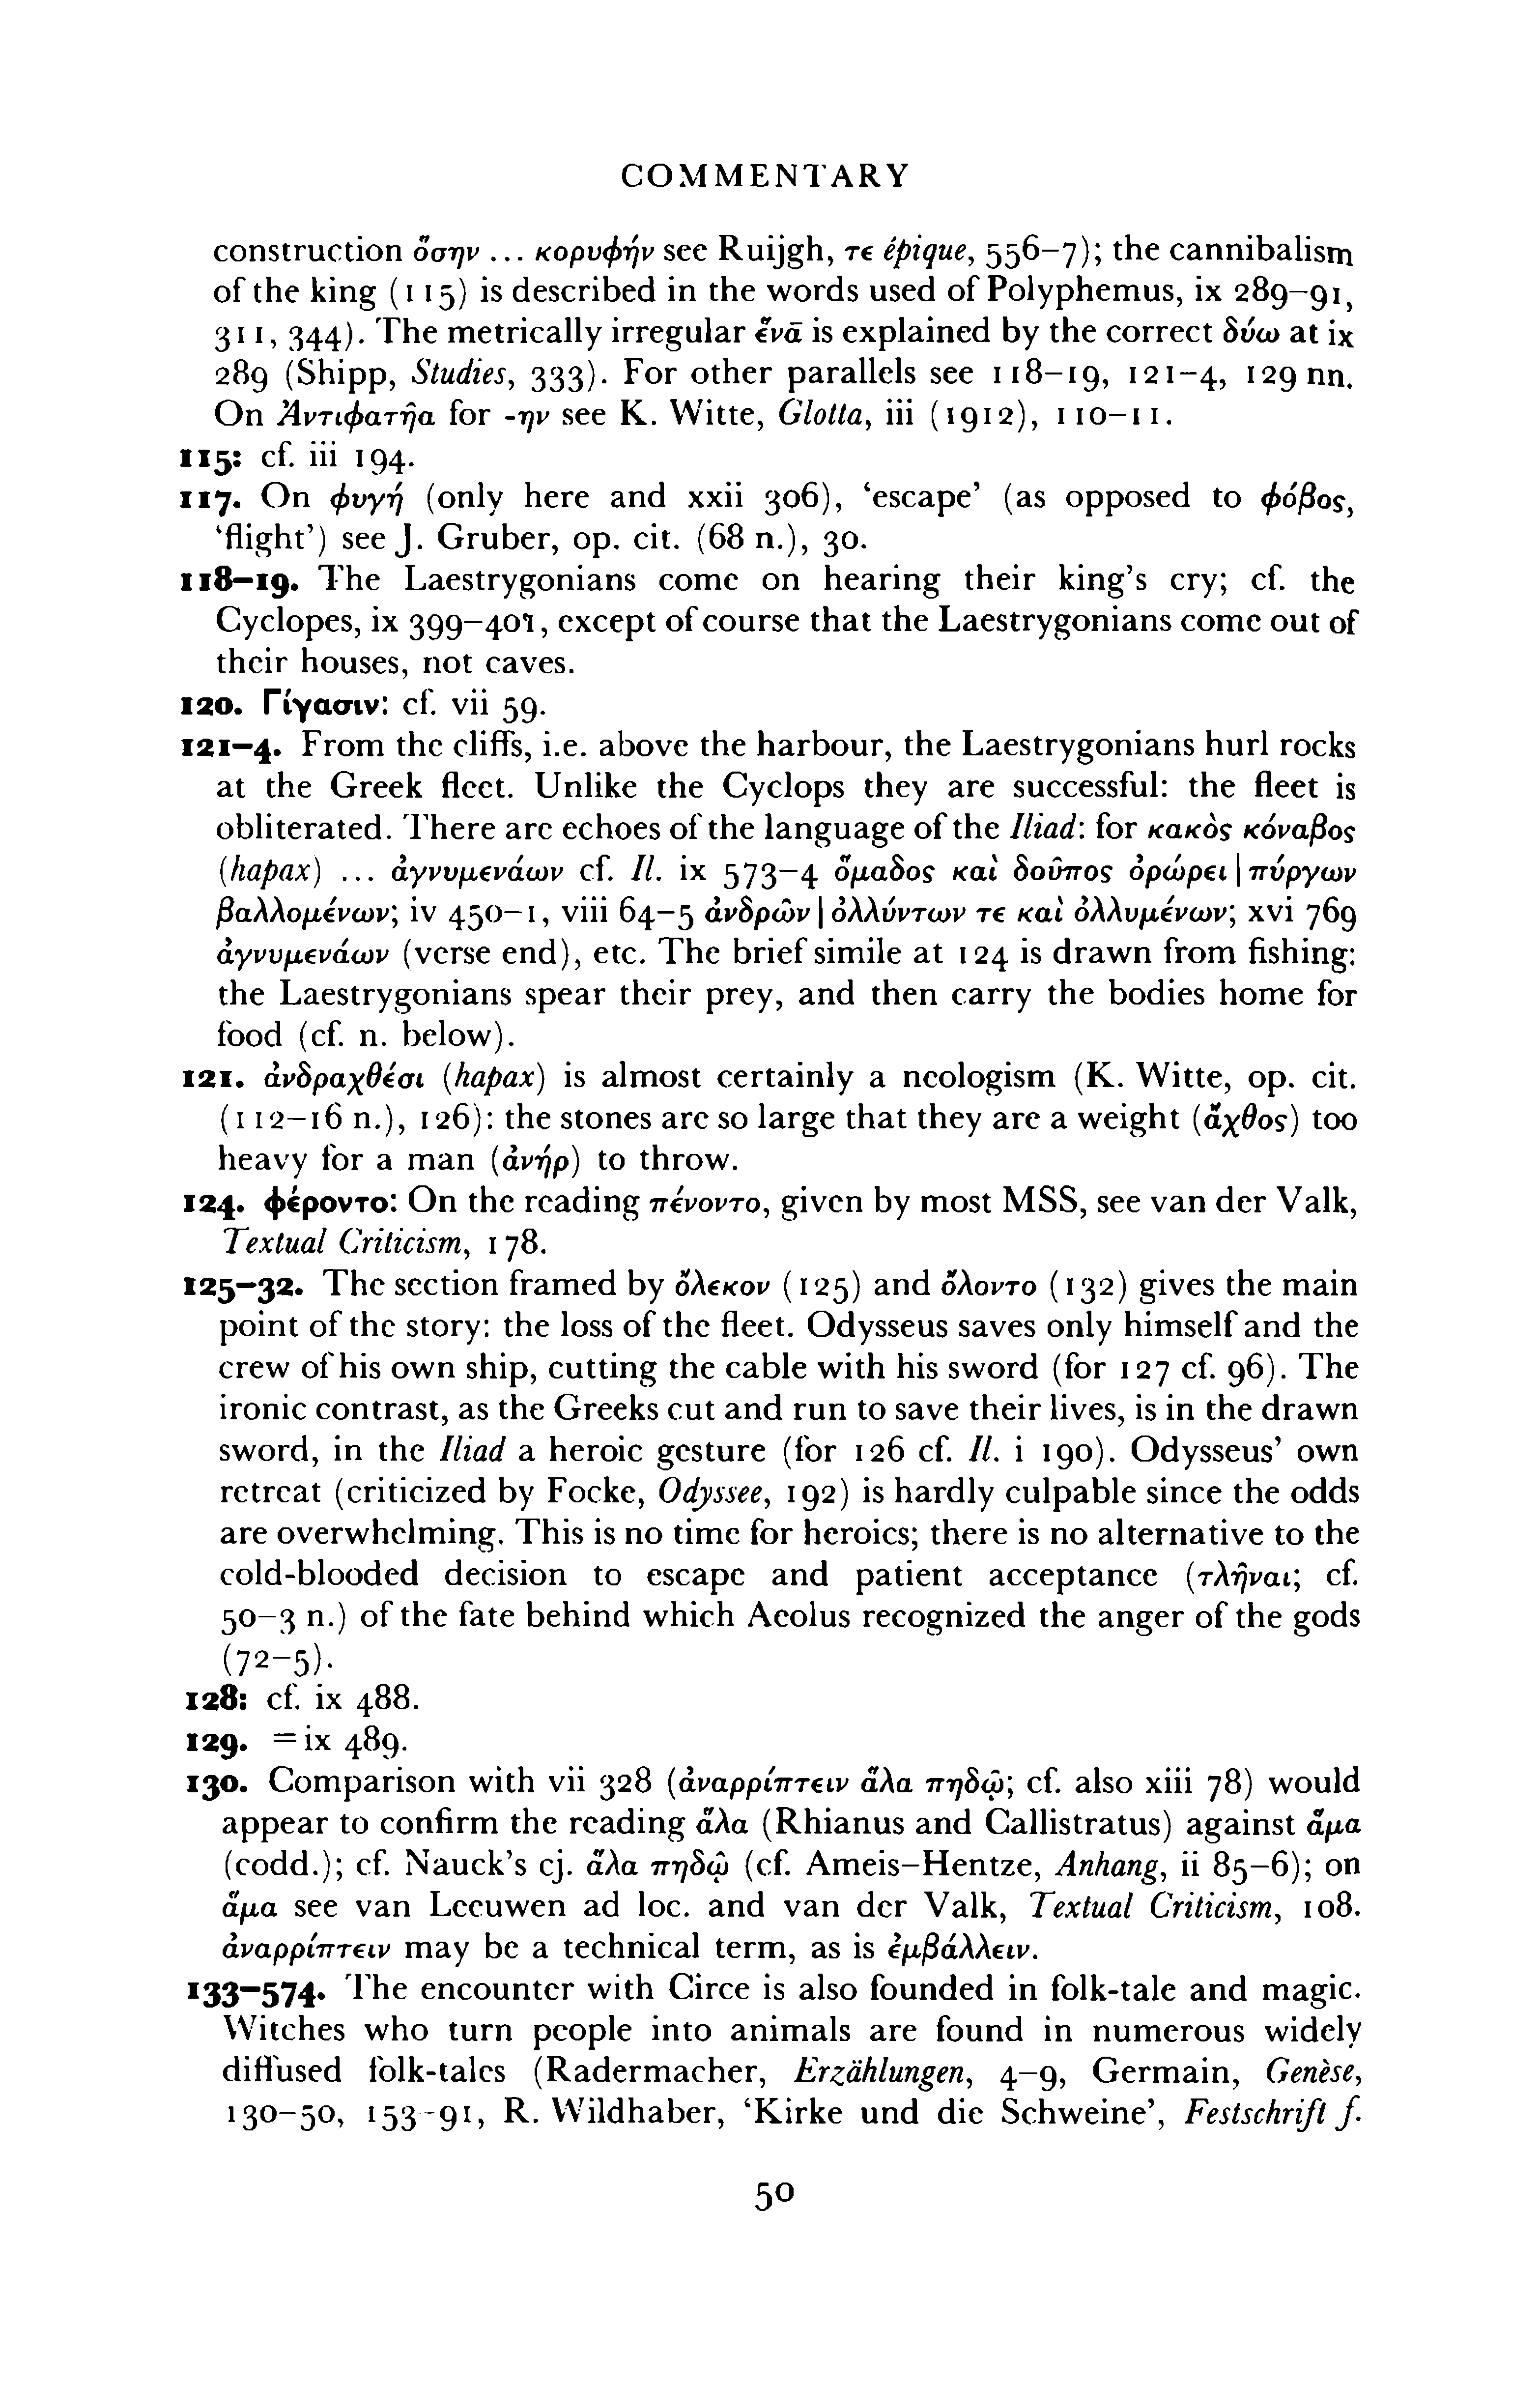 COMMENTARY
construction ὅσην ... κορυφήν see Ruijgh, τε épique, 556–7); the cannibalism
of the king (115) is described in the words used of Polyphemus, ix 289–91,
311, 344). The metrically irregular ἕνᾱ is explained by the correct δύω at ix
289 (Shipp, Studies, 333). For other parallels see 118–19, 121–4, 129 nn.
On Ἀντιφατῆα for -ην see K. Witte, Glotta, iii (1912), 110–11.
115: cf. iii 194.
117. On φυγή (only here and xxii 306), ‘escape’ (as opposed to φόβος,
‘flight’) see J. Gruber, op. cit. (68 n.), 30.
118–19. The Laestrygonians come on hearing their king’s cry; cf. the
Cyclopes, ix 399–401, except of course that the Laestrygonians come out of
their houses, not caves.
120. Γίγασιν: cf. vii 59.
121–4. From the cliffs, i.e. above the harbour, the Laestrygonians hurl rocks
at the Greek fleet. Unlike the Cyclops they are successful: the fleet is
obliterated. There are echoes of the language of the Iliad: for κακὸς κόναβος
(hapax) ... ἀγνυμενάων cf. Il. ix 573–4 ὅμαδος καὶ δοῦπος ὀρώρει | πύργων
βαλλομένων; iv 450–1, viii 64–5 ἀνδρῶν | ὀλλύντων τε καὶ ὀλλυμένων; xvi 769
ἀγνυμενάων (verse end), etc. The brief simile at 124 is drawn from fishing:
the Laestrygonians spear their prey, and then carry the bodies home for
food (cf. n. below).
121. ἀνδραχθέσι (hapax) is almost certainly a neologism (K. Witte, op. cit.
(112–16 n.), 126): the stones are so large that they are a weight (ἄχθος) too
heavy for a man (ἀνήρ) to throw.
124. φέροντο: On the reading πένοντο, given by most MSS, see van der Valk,
Textual Criticism, 178.
125–32. The section framed by ὄλεκον (125) and ὄλοντο (132) gives the main
point of the story: the loss of the fleet. Odysseus saves only himself and the
crew of his own ship, cutting the cable with his sword (for 127 cf. 96). The
ironic contrast, as the Greeks cut and run to save their lives, is in the drawn
sword, in the Iliad a heroic gesture (for 126 cf. Il. i 190). Odysseus’ own
retreat (criticized by Focke, Odyssee, 192) is hardly culpable since the odds
are overwhelming. This is no time for heroics; there is no alternative to the
cold-blooded decision to escape and patient acceptance (τλῆναι; cf.
50–3 n.) of the fate behind which Aeolus recognized the anger of the gods
(72–5).
128: cf. ix 488.
129. = ix 489.
130. Comparison with vii 328 (ἀναρρίπτειν ἅλα πηδῷ; cf. also xiii 78) would
appear to confirm the reading ἅλα (Rhianus and Callistratus) against ἅμα
(codd.); cf. Nauck’s cj. ἅλα πηδῷ (cf. Ameis–Hentze, Anhang, ii 85–6); on
ἅμα see van Leeuwen ad loc. and van der Valk, Textual Criticism, 108.
ἀναρρίπτειν may be a technical term, as is ἐμβάλλειν.
133–574. The encounter with Circe is also founded in folk-tale and magic.
Witches who turn people into animals are found in numerous widely
diffused folk-tales (Radermacher, Erzählungen, 4–9, Germain, Genèse,
130–50, 153–91, R. Wildhaber, ‘Kirke und die Schweine’, Festschrift f.
50